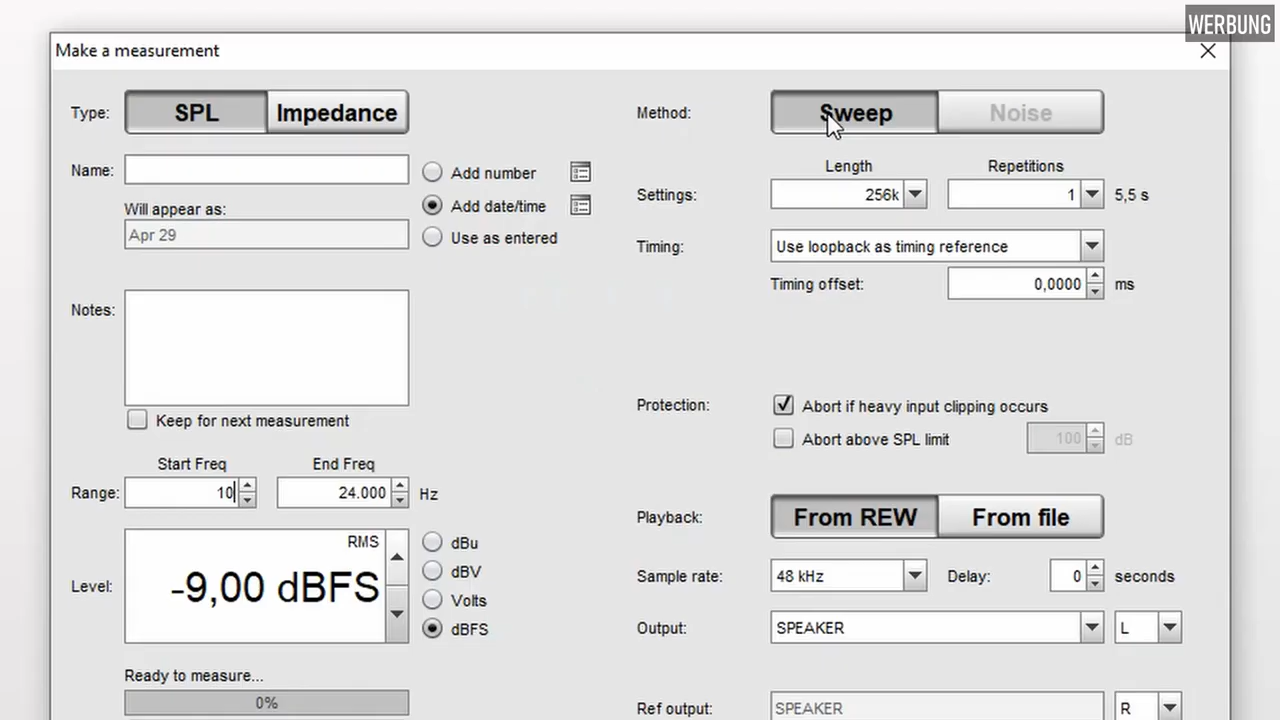 WERBUNG
Make a measurement
Type: SPL Impedance
Method: Sweep Noise
Name:
Add number
Add date/time
Use as entered
Will appear as:
Apr 29
Length Repetitions
Settings: 256k 1 5,5 s
Timing: Use loopback as timing reference
Timing offset: 0,0000 ms
Notes:
Keep for next measurement
Protection: Abort if heavy input clipping occurs
Abort above SPL limit 100 dB
Start Freq End Freq
Range: 10 24.000 Hz
Playback: From REW From file
Level: RMS
-9,00 dBFS
dBu
dBV
Volts
dBFS
Sample rate: 48 kHz Delay: 0 seconds
Output: SPEAKER L
Ready to measure...
0%
Ref output: SPEAKER R